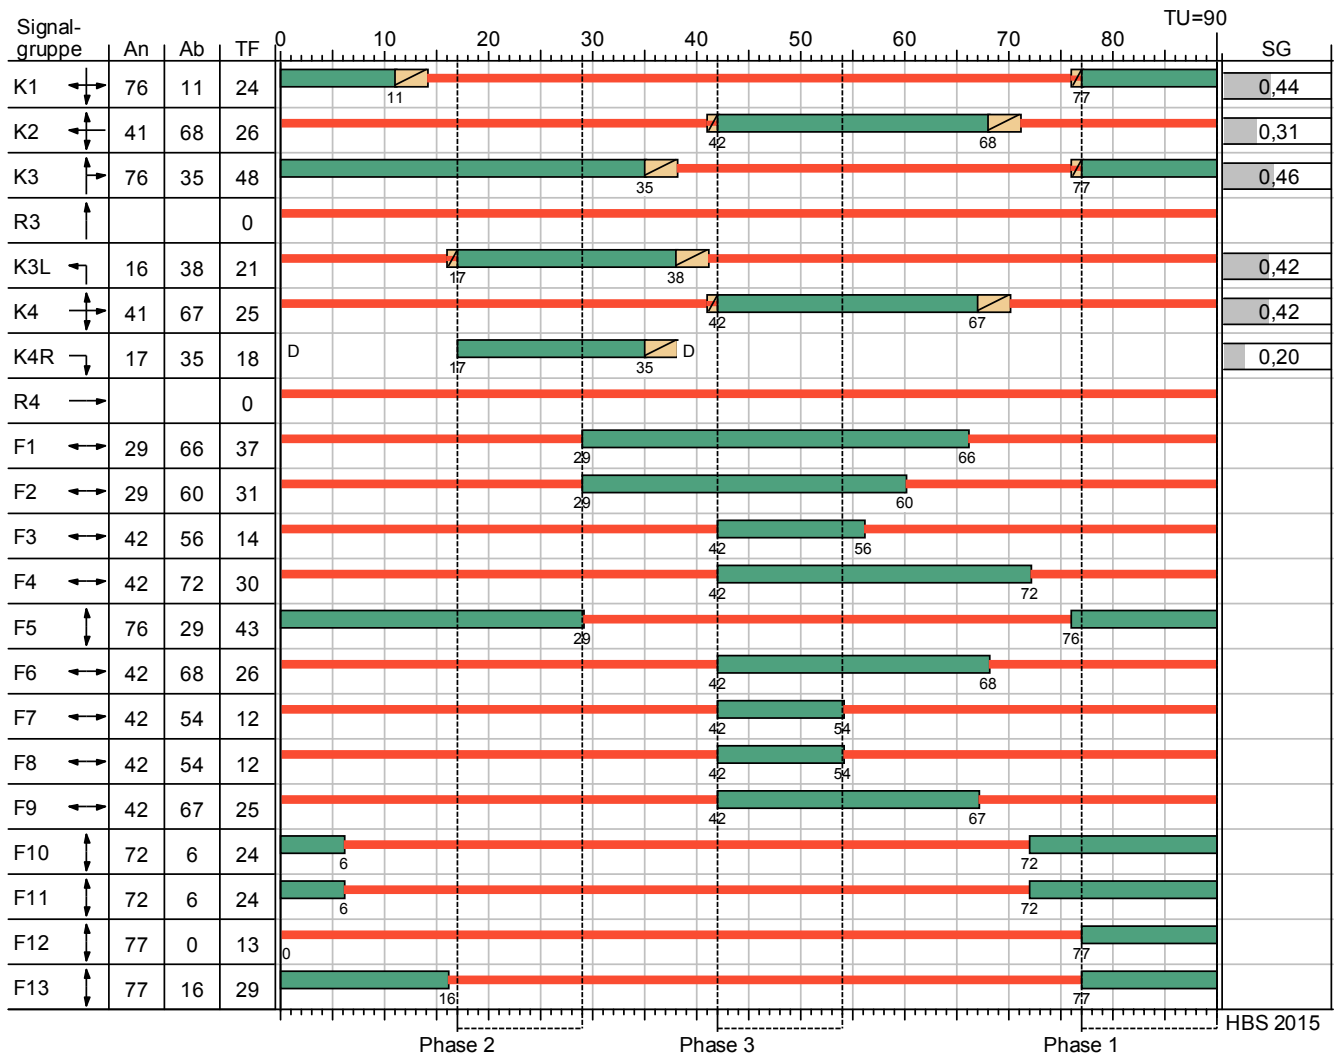 TU=90
Signal-
gruppe An Ab TF 0 10 20 30 40 50 60 70 80 SG
K1 76 11 24 11 77 0,44
K2 41 68 26 42 68 0,31
K3 76 35 48 35 77 0,46
R3 0
K3L 16 38 21 17 38 0,42
K4 41 67 25 42 67 0,42
K4R 17 35 18 D 17 35 D 0,20
R4 0
F1 29 66 37 29 66
F2 29 60 31 29 60
F3 42 56 14 42 56
F4 42 72 30 42 72
F5 76 29 43 29 76
F6 42 68 26 42 68
F7 42 54 12 42 54
F8 42 54 12 42 54
F9 42 67 25 42 67
F10 72 6 24 6 72
F11 72 6 24 6 72
F12 77 0 13 0 77
F13 77 16 29 16 77
HBS 2015
Phase 2 Phase 3 Phase 1